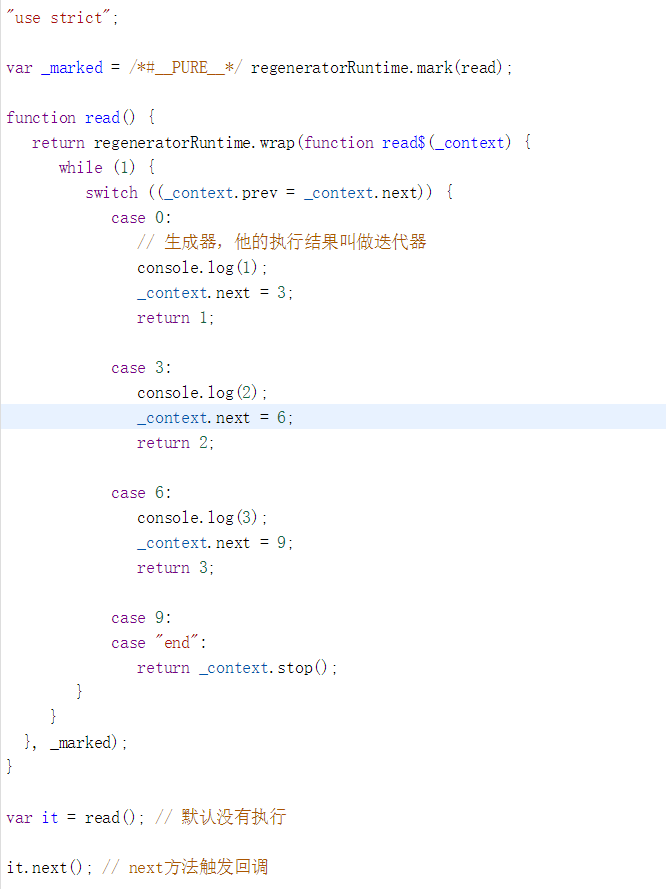 "use strict";
var _marked = /*#__PURE__*/ regeneratorRuntime.mark(read);
function read() {
return regeneratorRuntime.wrap(function read$(_context) {
while (1) {
switch ((_context.prev = _context.next)) {
case 0:
// 生成器，他的执行结果叫做迭代器
console.log(1);
_context.next = 3;
return 1;
case 3:
console.log(2);
_context.next = 6;
return 2;
case 6:
console.log(3);
_context.next = 9;
return 3;
case 9:
case "end":
return _context.stop();
}
}
}, _marked);
}
var it = read(); // 默认没有执行
it.next(); // next方法触发回调